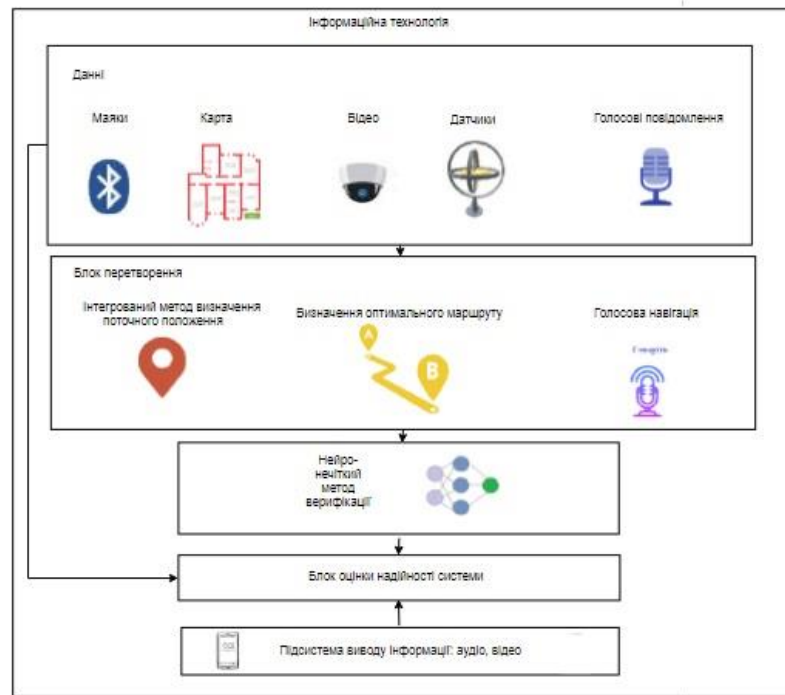 Інформаційна технологія
Данні
Маяки
Карта
Відео
Датчики
Голосові повідомлення
Блок перетворення
Інтегрований метод визначення
поточного положення
Визначення оптимального маршруту
Голосова навігація
Говоріть
A
B
Нейро-
нечіткий
метод
верифікації
Блок оцінки надійності системи
Підсистема виводу інформації: аудіо, відео